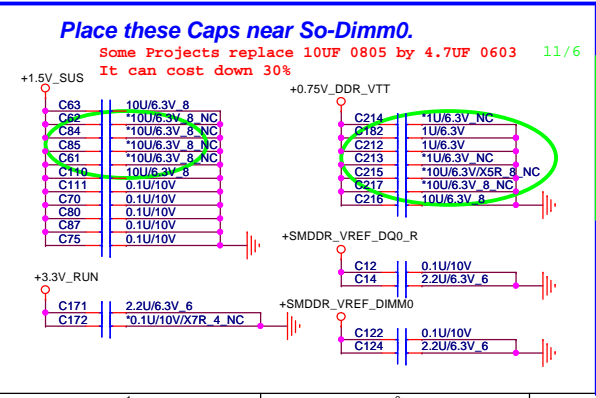 Place these Caps near So-Dimm0.
Some Projects replace 10UF 0805 by 4.7UF 0603 11/6
It can cost down 30%
+1.5V_SUS
C63 10U/6.3V_8
C62 *10U/6.3V_8_NC
C84 *10U/6.3V_8_NC
C85 *10U/6.3V_8_NC
C61 *10U/6.3V_8_NC
C110 10U/6.3V_8
C111 0.1U/10V
C70 0.1U/10V
C80 0.1U/10V
C87 0.1U/10V
C75 0.1U/10V
+3.3V_RUN
C171 2.2U/6.3V_6
C172 *0.1U/10V/X7R_4_NC
+0.75V_DDR_VTT
C214 *1U/6.3V_NC
C182 1U/6.3V
C212 1U/6.3V
C213 *1U/6.3V_NC
C215 *10U/6.3V/X5R_8_NC
C217 *10U/6.3V_8_NC
C216 10U/6.3V_8
+SMDDR_VREF_DQ0_R
C12 0.1U/10V
C14 2.2U/6.3V_6
+SMDDR_VREF_DIMM0
C122 0.1U/10V
C124 2.2U/6.3V_6